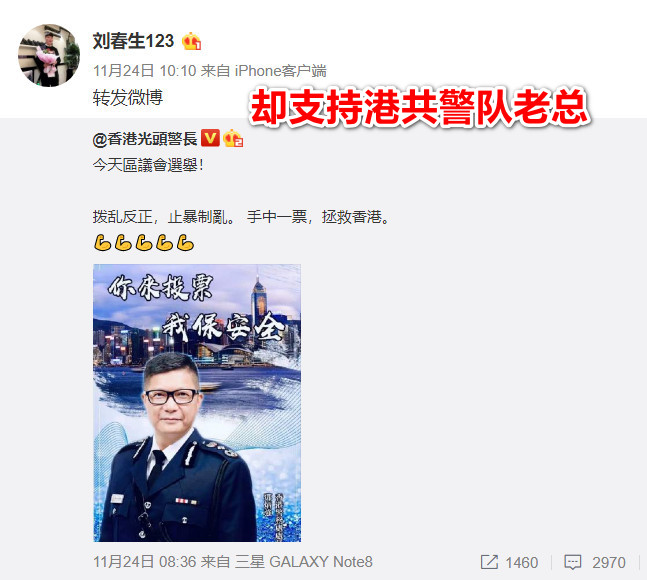 刘春生123
11月24日 10:10 来自 iPhone客户端
转发微博
却支持港共警队老总
@香港光頭警長
今天區議會選舉！
拨乱反正，止暴制亂。 手中一票，拯救香港。
你来投票
我保安全
11月24日 08:36 来自 三星 GALAXY Note8
1460
2970